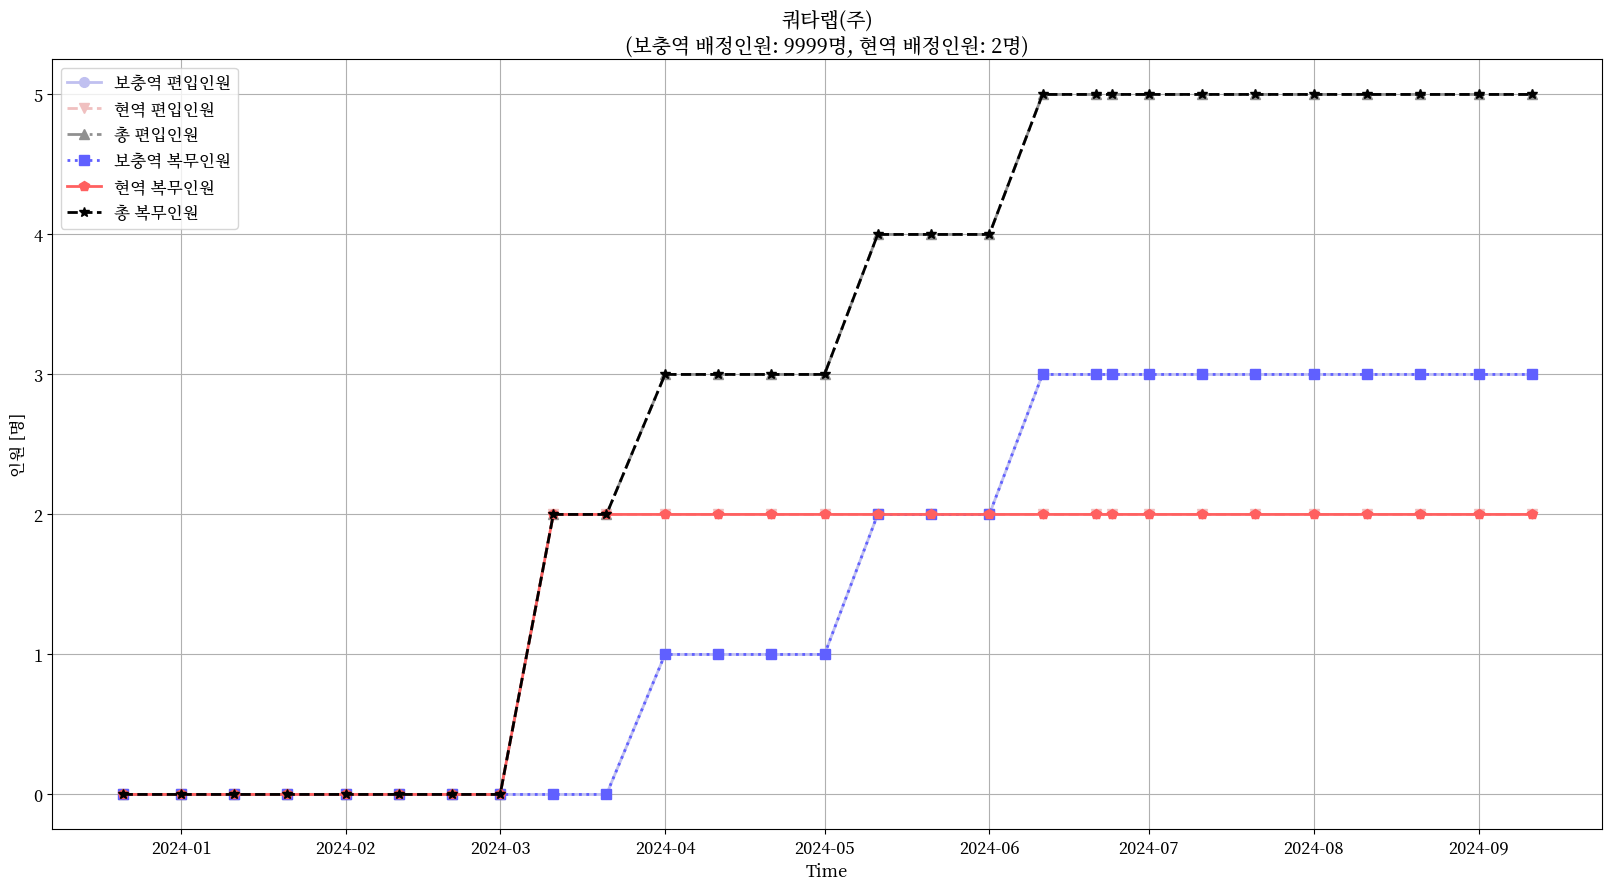 쿼타랩(주)
(보충역 배정인원: 9999명, 현역 배정인원: 2명)
보충역 편입인원
현역 편입인원
총 편입인원
보충역 복무인원
현역 복무인원
총 복무인원
인원 [명]
5
4
3
2
1
0
2024-01
2024-02
2024-03
2024-04
2024-05
2024-06
2024-07
2024-08
2024-09
Time